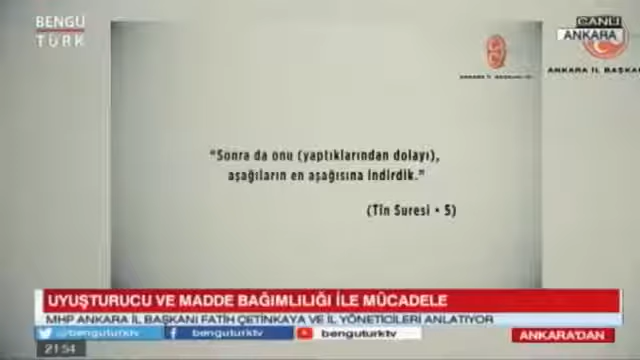 BENGÜ
TÜRK
CANLI
ANKARA
ANKARA İL BAŞKAN
"Sonra da onu (yaptıklarından dolayı),
aşağıların en aşağısına indirdik."
(Tin Suresi • 5)
UYUŞTURUCU VE MADDE BAĞIMLILIĞI İLE MÜCADELE
MHP ANKARA İL BAŞKANI FATİH ÇETİNKAYA VE İL YÖNETİCİLERİ ANLATIYOR
@benguturktv
benguturktv
benguturktv
ANKARA'DAN
21:54